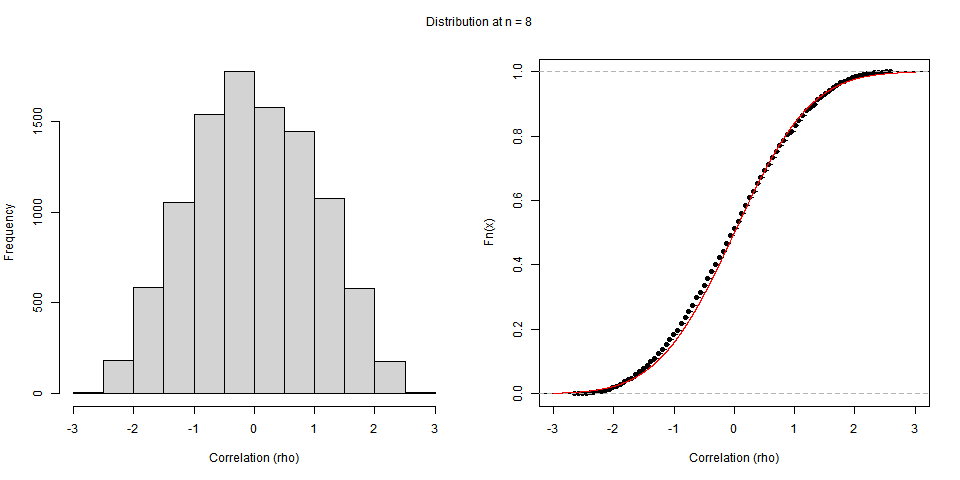 Distribution at n = 8
Frequency
1500
1000
500
0
-3 -2 -1 0 1 2 3
Correlation (rho)
Fn(x)
1.0
0.8
0.6
0.4
0.2
0.0
-3 -2 -1 0 1 2 3
Correlation (rho)